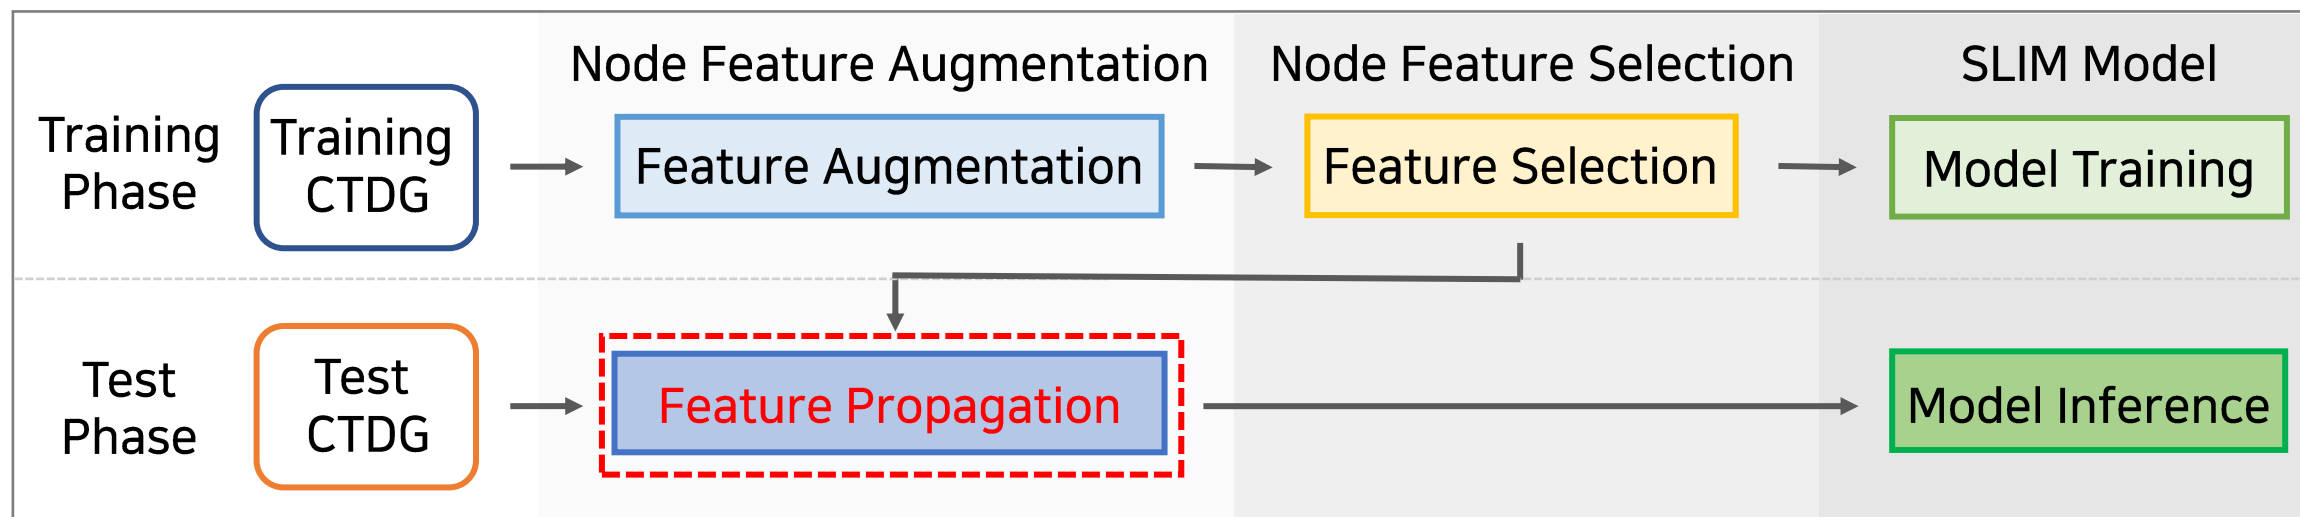 Node Feature Augmentation
Node Feature Selection
SLIM Model
Training
Phase
Training
CTDG
Feature Augmentation
Feature Selection
Model Training
Test
Phase
Test
CTDG
Feature Propagation
Model Inference